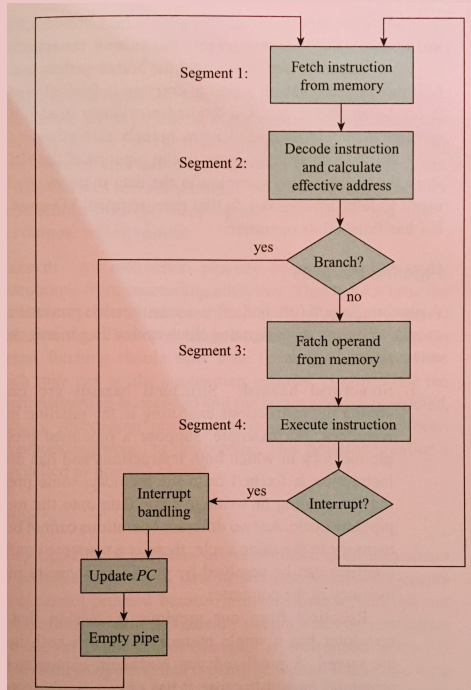 Segment 1:
Fetch instruction
from memory
Segment 2:
Decode instruction
and calculate
effective address
yes
Branch?
no
Segment 3:
Fatch operand
from memory
Segment 4:
Execute instruction
Interrupt
bandling
yes
Interrupt?
Update PC
Empty pipe